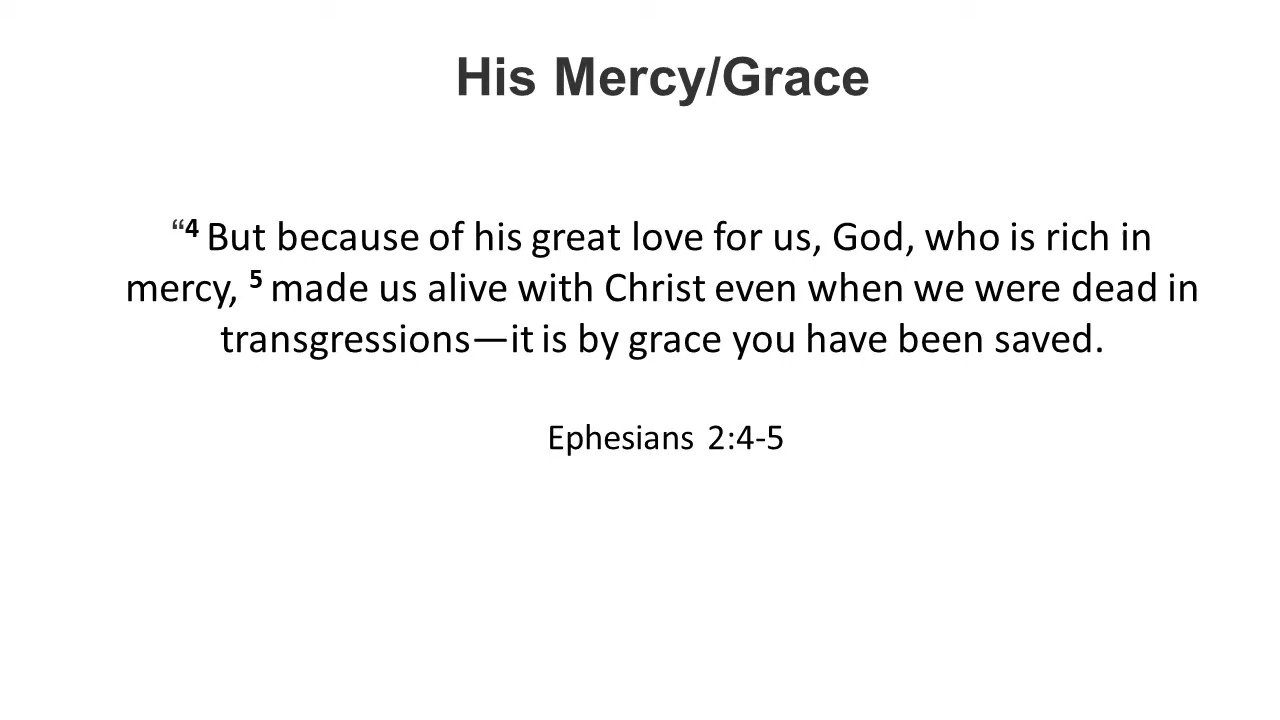 His Mercy/Grace
“4 But because of his great love for us, God, who is rich in
mercy, 5 made us alive with Christ even when we were dead in
transgressions—it is by grace you have been saved.
Ephesians 2:4-5